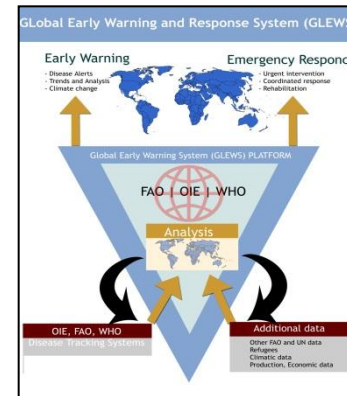 GLobal Early Warning and Response System (GLEWS
Early Warning
- Disease Alerts
- Trends and Analysis
- Climate change
Emergency Respond
- Urgent intervention
- Coordinated response
- Rehabilitation
Global Early Warning System (GLEWS) PLATFORM
FAO | OIE | WHO
Analysis
OIE, FAO, WHO
Disease Tracking Systems
Additional data
Other FAO and UN data
Refugees
Climatic data
Production, Economic data